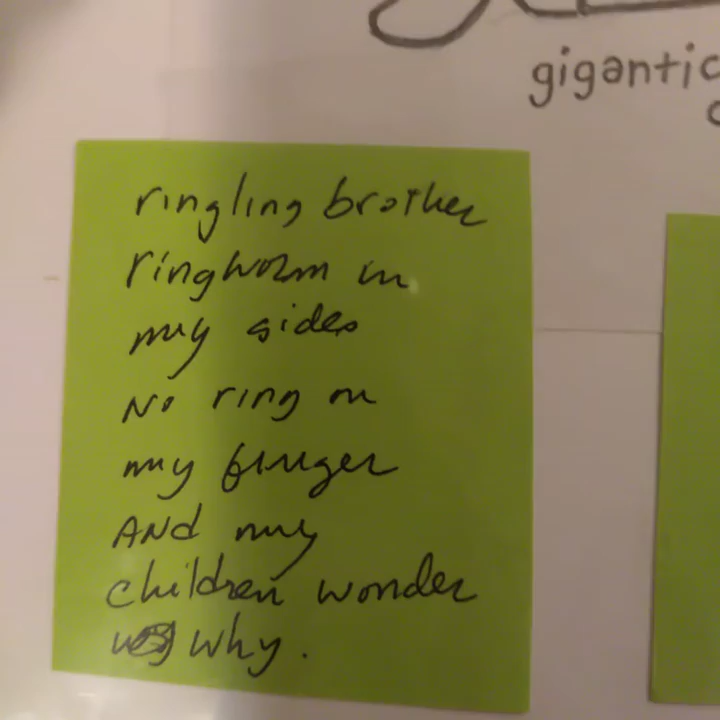 gigantic
ringling brother
ringworm in
my sides
No ring on
my finger
AND my
children wonder
why.